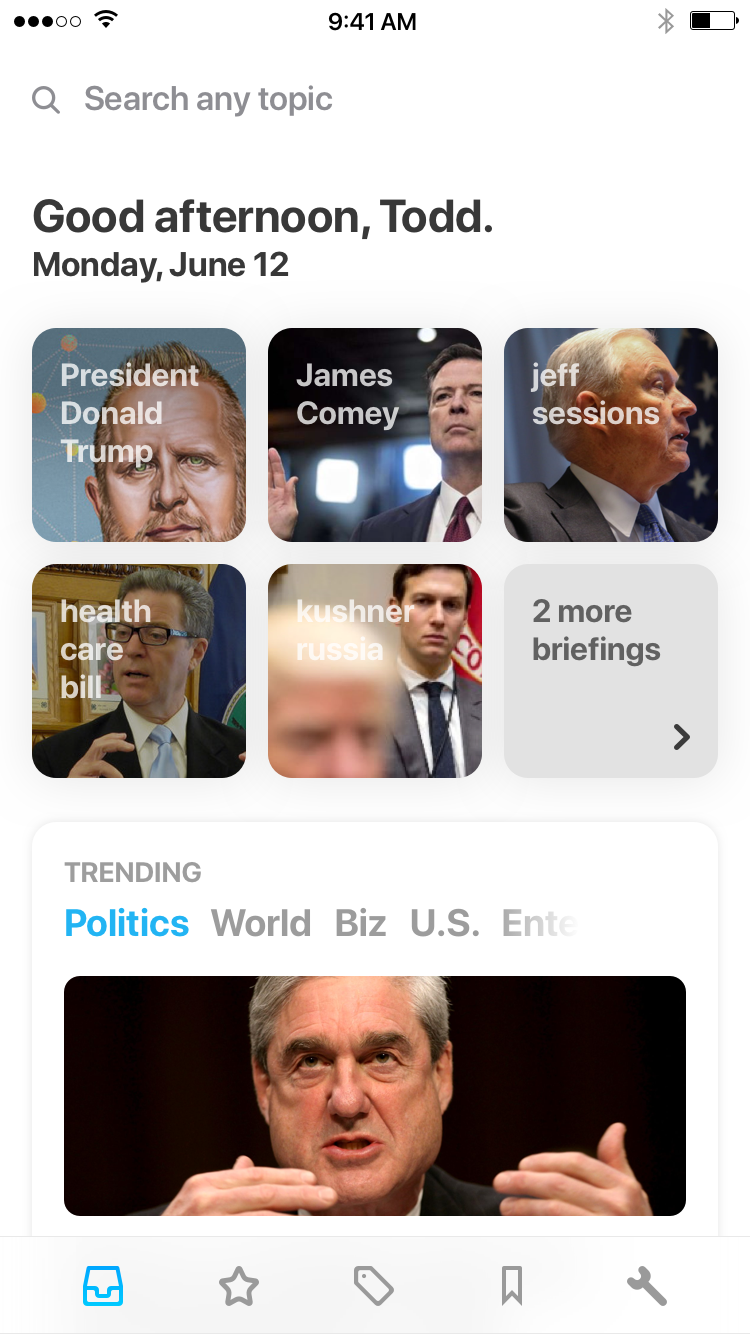 9:41 AM
Search any topic
Good afternoon, Todd.
Monday, June 12
President
Donald
Trump
James
Comey
jeff
sessions
health
care
bill
kushner
russia
2 more
briefings
TRENDING
Politics World Biz U.S. Ente